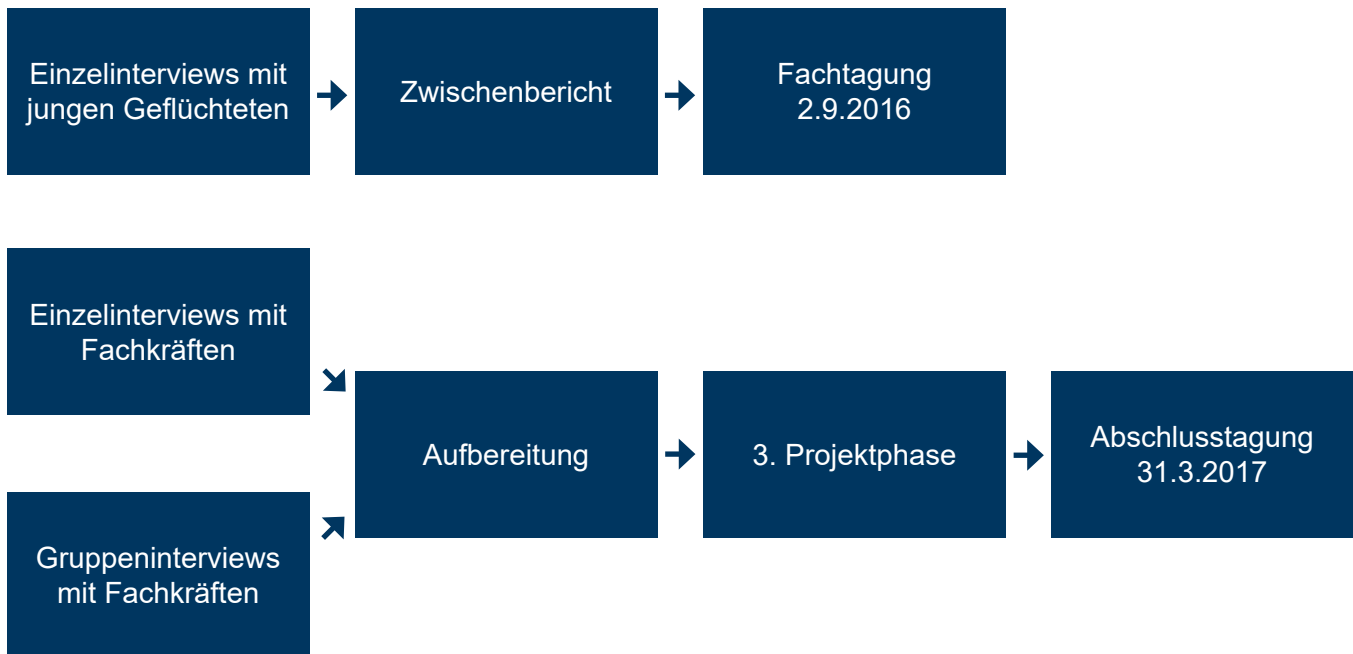 Einzelinterviews mit
jungen Geflüchteten
Zwischenbericht
Fachtagung
2.9.2016
Einzelinterviews mit
Fachkräften
Gruppeninterviews
mit Fachkräften
Aufbereitung
3. Projektphase
Abschlusstagung
31.3.2017